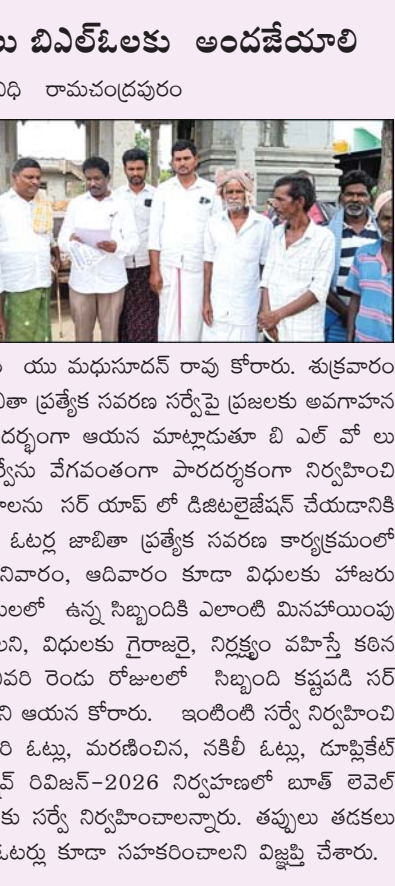 లు బిఎల్ఓలకు అందజేయాలి
నిధి రామచంద్రపురం
యు మధుసూదన్ రావు కోరారు. శుక్రవారం
బితా ప్రత్యేక సవరణ సర్వేపై ప్రజలకు అవగాహన
దర్భంగా ఆయన మాట్లాడుతూ బి ఎల్ వో లు
ర్వేను వేగవంతంగా పారదర్శకంగా నిర్వహించి
రాలను సర్ యాప్ లో డిజిటలైజేషన్ చేయడానికి
ఓటర్ల జాబితా ప్రత్యేక సవరణ కార్యక్రమంలో
నివారం, ఆదివారం కూడా విధులకు హాజరు
ులలో ఉన్న సిబ్బందికి ఎలాంటి మినహాయింపు
లని, విధులకు గైరాజరై, నిర్లక్ష్యం వహిస్తే కఠిన
చివరి రెండు రోజులలో సిబ్బంది కష్టపడి సర్
ని ఆయన కోరారు. ఇంటింటి సర్వే నిర్వహించి
రి ఓట్లు, మరణించిన, నకిలీ ఓట్లు, డూప్లికేట్
వ్ రివిజన్-2026 నిర్వహణలో బూత్ లెవెల్
కు సర్వే నిర్వహించాలన్నారు. తప్పులు తడకలు
ఓటర్లు కూడా సహకరించాలని విజ్ఞప్తి చేశారు.